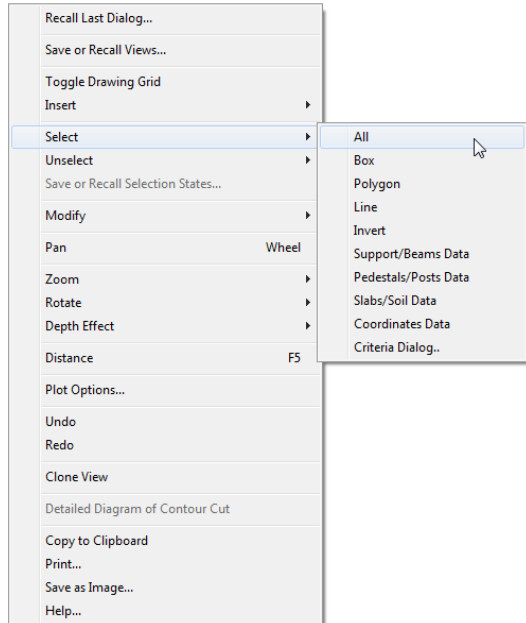 Recall Last Dialog...
Save or Recall Views...
Toggle Drawing Grid
Insert
Select
Unselect
Save or Recall Selection States...
Modify
Pan Wheel
Zoom
Rotate
Depth Effect
Distance F5
Plot Options...
Undo
Redo
Clone View
Detailed Diagram of Contour Cut
Copy to Clipboard
Print...
Save as Image...
Help...
All
Box
Polygon
Line
Invert
Support/Beams Data
Pedestals/Posts Data
Slabs/Soil Data
Coordinates Data
Criteria Dialog..